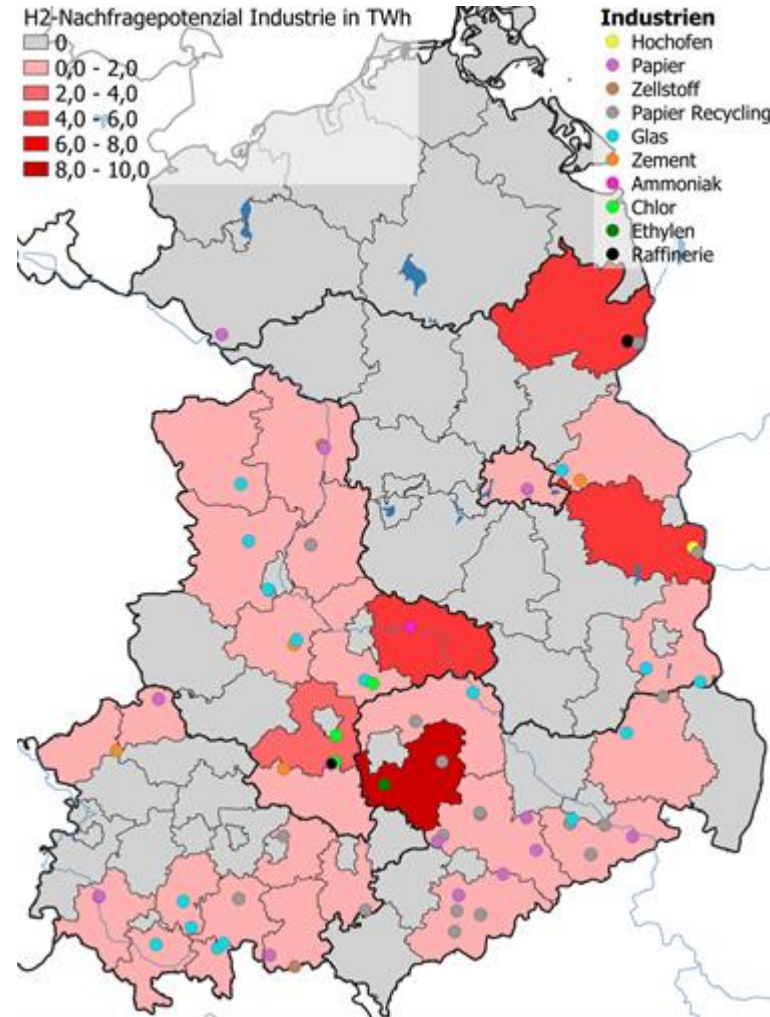 H2-Nachfragepotenzial Industrie in TWh
0
0,0 - 2,0
2,0 - 4,0
4,0 - 6,0
6,0 - 8,0
8,0 - 10,0
Industrien
Hochofen
Papier
Zellstoff
Papier Recycling
Glas
Zement
Ammoniak
Chlor
Ethylen
Raffinerie